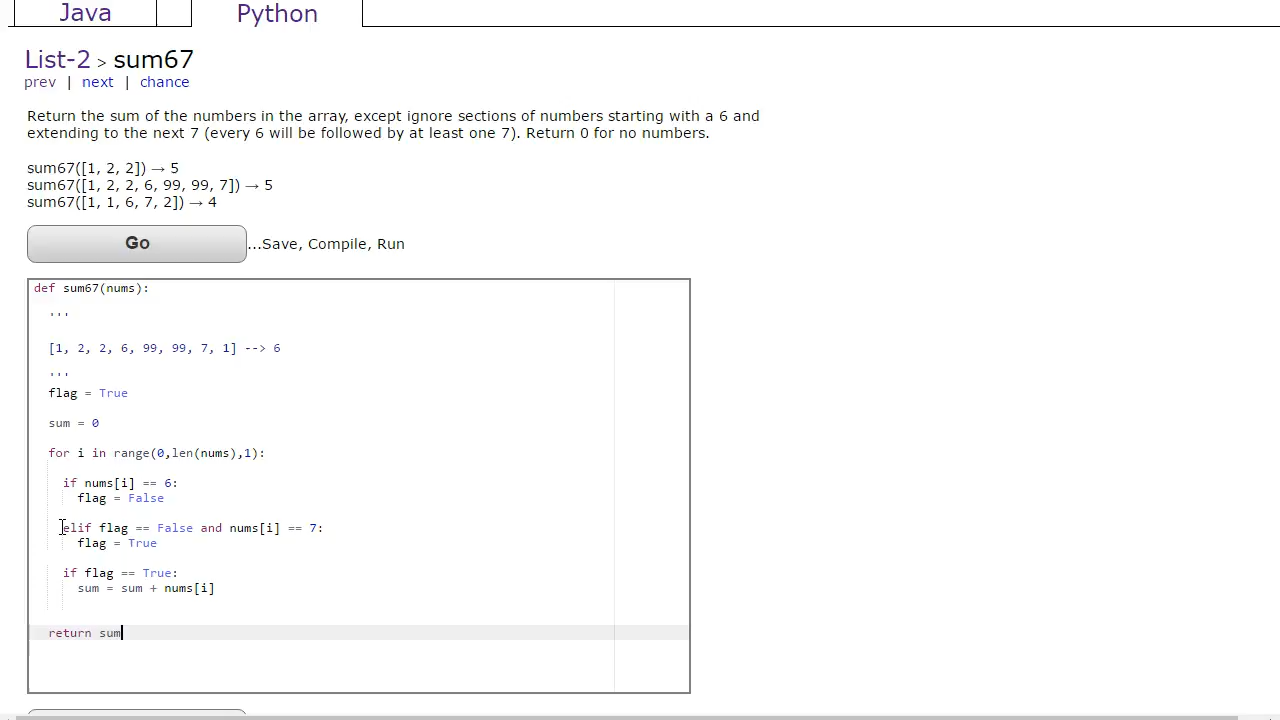 Java Python
List-2 > sum67
prev | next | chance
Return the sum of the numbers in the array, except ignore sections of numbers starting with a 6 and
extending to the next 7 (every 6 will be followed by at least one 7). Return 0 for no numbers.
sum67([1, 2, 2]) → 5
sum67([1, 2, 2, 6, 99, 99, 7]) → 5
sum67([1, 1, 6, 7, 2]) → 4
Go ...Save, Compile, Run
def sum67(nums):
'''
[1, 2, 2, 6, 99, 99, 7, 1] --> 6
'''
flag = True
sum = 0
for i in range(0,len(nums),1):
if nums[i] == 6:
flag = False
elif flag == False and nums[i] == 7:
flag = True
if flag == True:
sum = sum + nums[i]
return sum